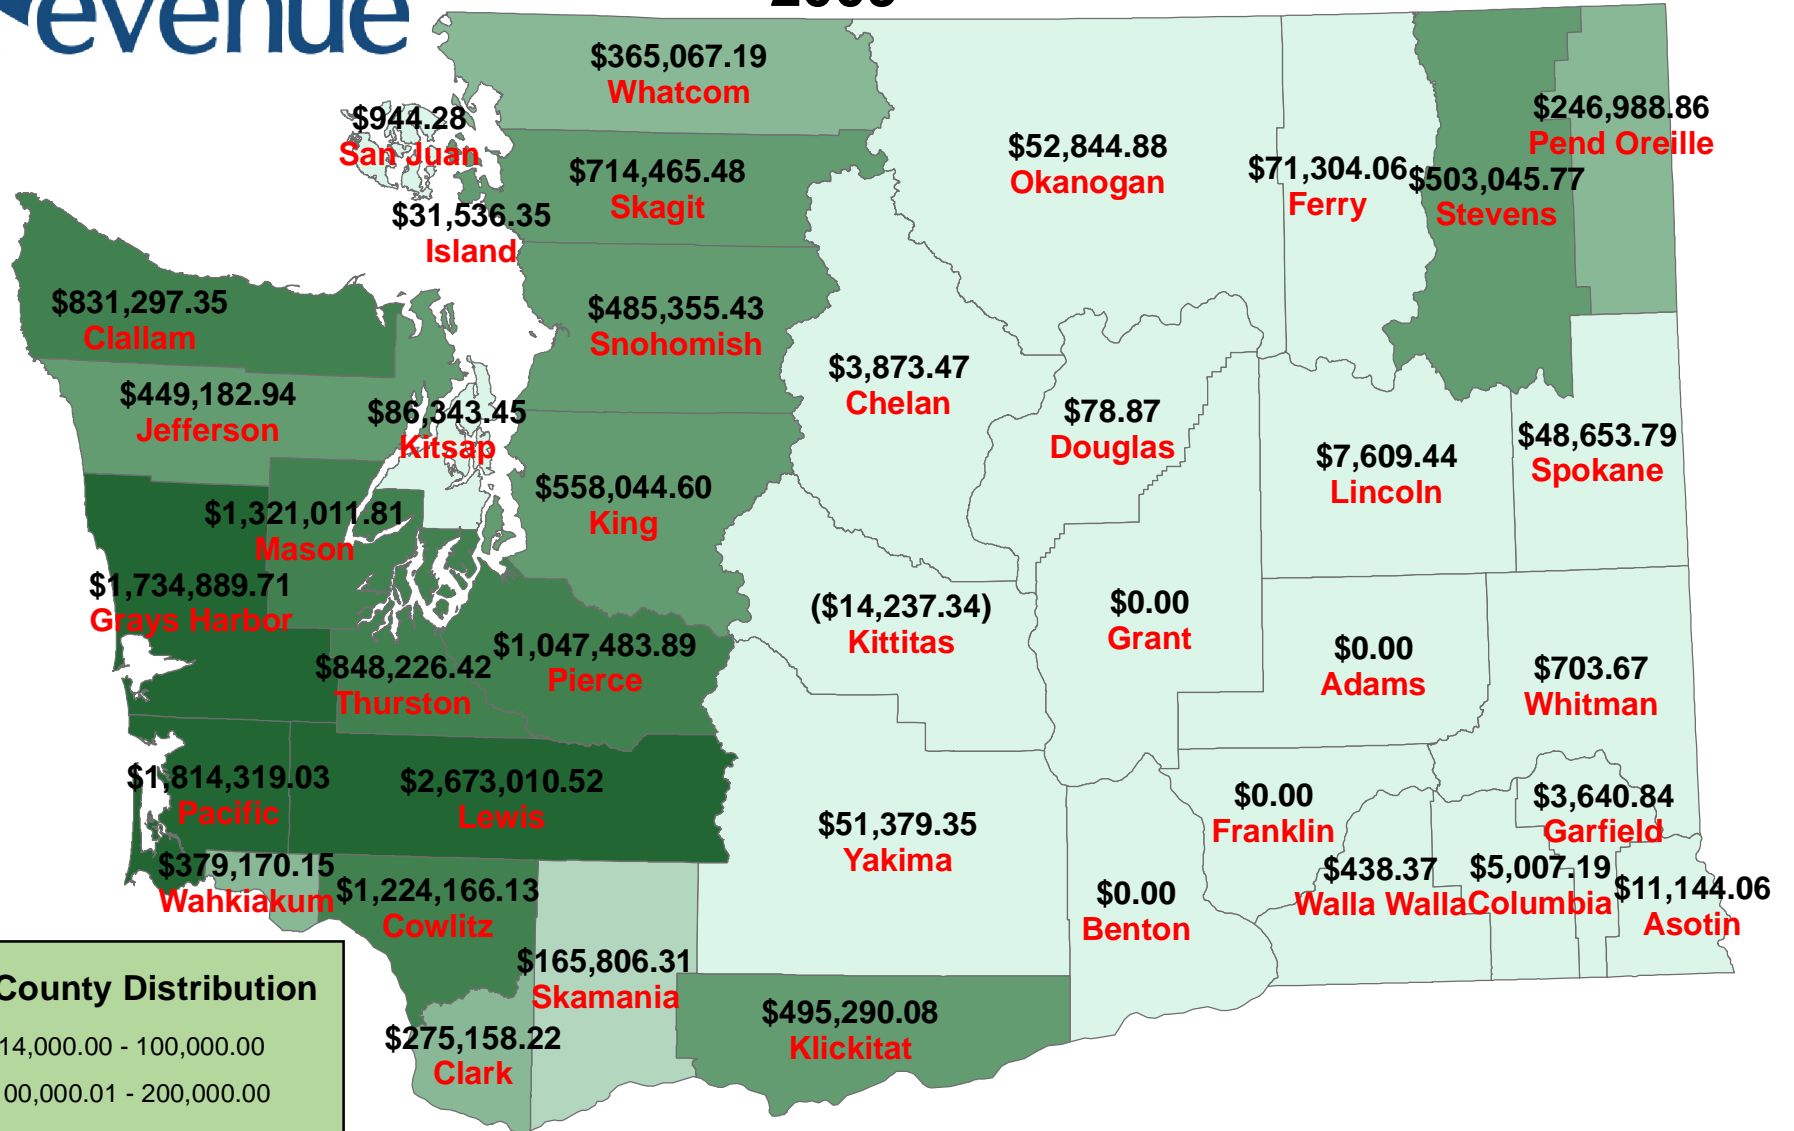 evenue
$365,067.19
Whatcom
$944.28
San Juan
$714,465.48
Skagit
$31,536.35
Island
$52,844.88
Okanogan
$71,304.06
Ferry
$503,045.77
Stevens
$246,988.86
Pend Oreille
$831,297.35
Clallam
$485,355.43
Snohomish
$449,182.94
Jefferson
$86,343.45
Kitsap
$3,873.47
Chelan
$78.87
Douglas
$7,609.44
Lincoln
$48,653.79
Spokane
$558,044.60
King
$1,321,011.81
Mason
$1,734,889.71
Grays Harbor
($14,237.34)
Kittitas
$0.00
Grant
$0.00
Adams
$703.67
Whitman
$848,226.42
Thurston
$1,047,483.89
Pierce
$1,814,319.03
Pacific
$2,673,010.52
Lewis
$51,379.35
Yakima
$0.00
Franklin
$3,640.84
Garfield
$379,170.15
Wahkiakum
$1,224,166.13
Cowlitz
$0.00
Benton
$438.37
Walla Walla
$5,007.19
Columbia
$11,144.06
Asotin
$165,806.31
Skamania
$495,290.08
Klickitat
$275,158.22
Clark
County Distribution
14,000.00 - 100,000.00
00,000.01 - 200,000.00